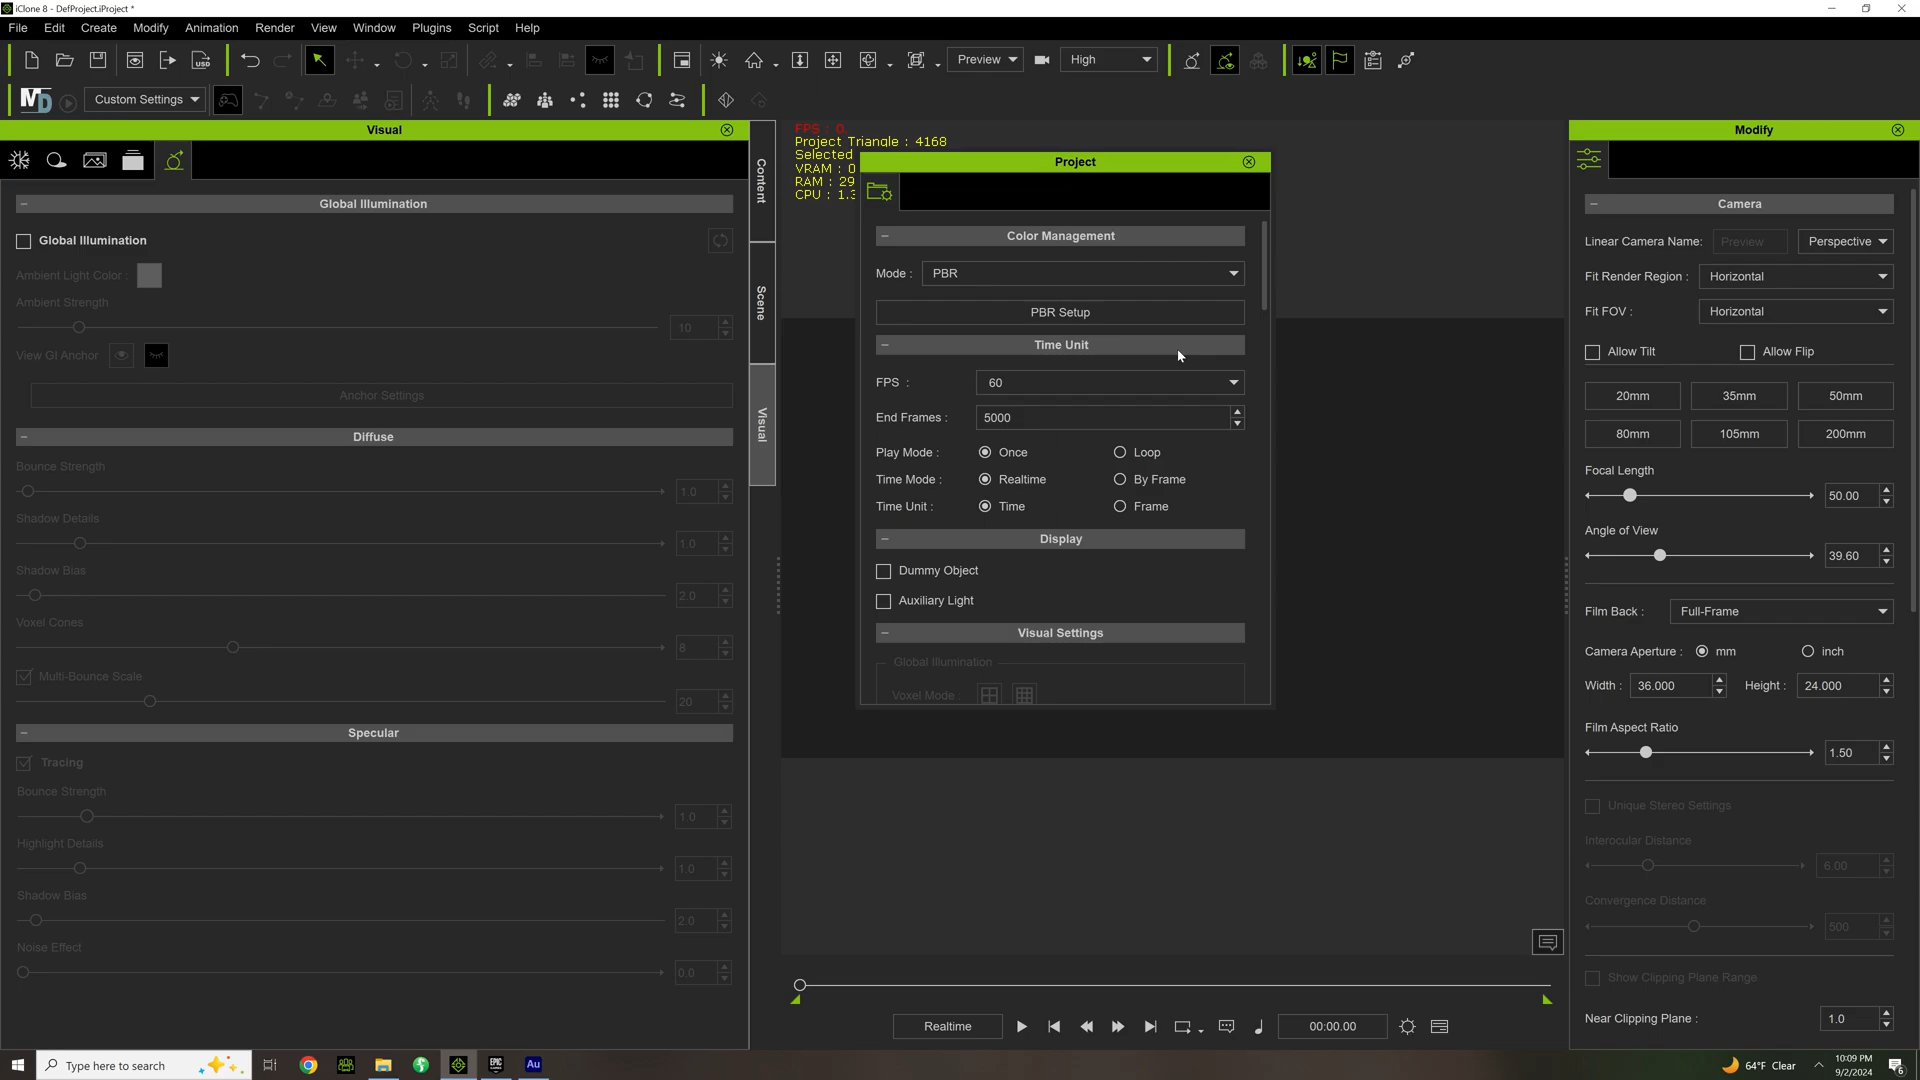 iClone 8 - DefProject.iProject *
File Edit Create Modify Animation Render View Window Plugins Script Help
USD Preview High
MD Custom Settings
Visual
Content
Scene
Visual
Global Illumination
Global Illumination
Ambient Light Color :
Ambient Strength
10
View GI Anchor
Anchor Settings
Diffuse
Bounce Strength
1.0
Shadow Details
1.0
Shadow Bias
2.0
Voxel Cones
8
Multi-Bounce Scale
20
Specular
Tracing
Bounce Strength
1.0
Highlight Details
1.0
Shadow Bias
2.0
Noise Effect
0.0
FPS : 0
Project Triangle : 4168
Selected
VRAM : 0
RAM : 29
CPU : 1.3
Project
Color Management
Mode : PBR
PBR Setup
Time Unit
FPS : 60
End Frames : 5000
Play Mode : Once Loop
Time Mode : Realtime By Frame
Time Unit : Time Frame
Display
Dummy Object
Auxiliary Light
Visual Settings
Global Illumination
Voxel Mode :
Realtime 00:00.00
Modify
Camera
Linear Camera Name: Preview Perspective
Fit Render Region : Horizontal
Fit FOV : Horizontal
Allow Tilt Allow Flip
20mm 35mm 50mm
80mm 105mm 200mm
Focal Length
50.00
Angle of View
39.60
Film Back : Full-Frame
Camera Aperture : mm inch
Width : 36.000 Height : 24.000
Film Aspect Ratio
1.50
Unique Stereo Settings
Interocular Distance
6.00
Convergence Distance
500
Show Clipping Plane Range
Near Clipping Plane : 1.0
Type here to search
EPIC GAMES
Au
64°F Clear
10:09 PM
9/2/2024
6